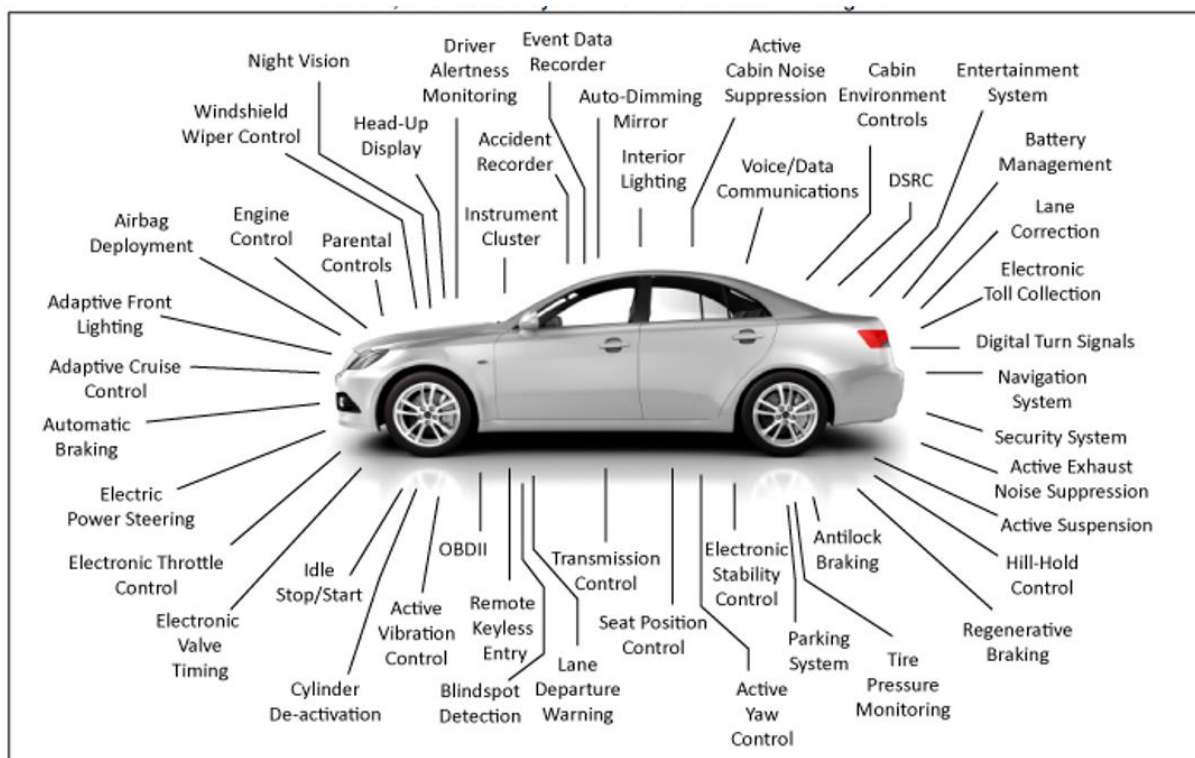 Night Vision
Driver
Alertness
Monitoring
Event Data
Recorder
Active
Cabin Noise
Suppression
Cabin
Environment
Controls
Entertainment
System
Windshield
Wiper Control
Head-Up
Display
Accident
Recorder
Auto-Dimming
Mirror
Interior
Lighting
Voice/Data
Communications
DSRC
Battery
Management
Airbag
Deployment
Engine
Control
Parental
Controls
Instrument
Cluster
Lane
Correction
Electronic
Toll Collection
Adaptive Front
Lighting
Digital Turn Signals
Adaptive Cruise
Control
Navigation
System
Automatic
Braking
Security System
Electric
Power Steering
Active Exhaust
Noise Suppression
Active Suspension
Electronic Throttle
Control
Idle
Stop/Start
OBDII
Transmission
Control
Electronic
Stability
Control
Antilock
Braking
Hill-Hold
Control
Electronic
Valve
Timing
Active
Vibration
Control
Remote
Keyless
Entry
Seat Position
Control
Parking
System
Regenerative
Braking
Cylinder
De-activation
Blindspot
Detection
Lane
Departure
Warning
Active
Yaw
Control
Tire
Pressure
Monitoring